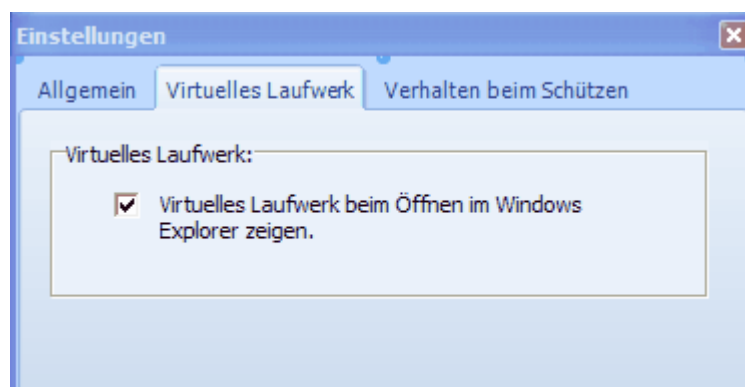 Einstellungen
Allgemein Virtuelles Laufwerk Verhalten beim Schützen
Virtuelles Laufwerk:
Virtuelles Laufwerk beim Öffnen im Windows
Explorer zeigen.